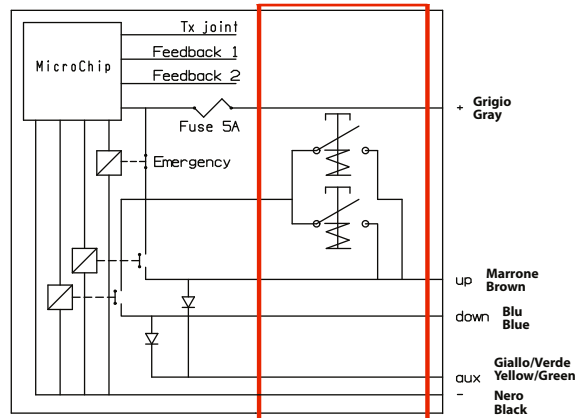 Tx joint
Feedback 1
MicroChip
Feedback 2
+ Grigio
Gray
Fuse 5A
Emergency
up Marrone
Brown
down Blu
Blue
Giallo/Verde
aux Yellow/Green
- Nero
Black